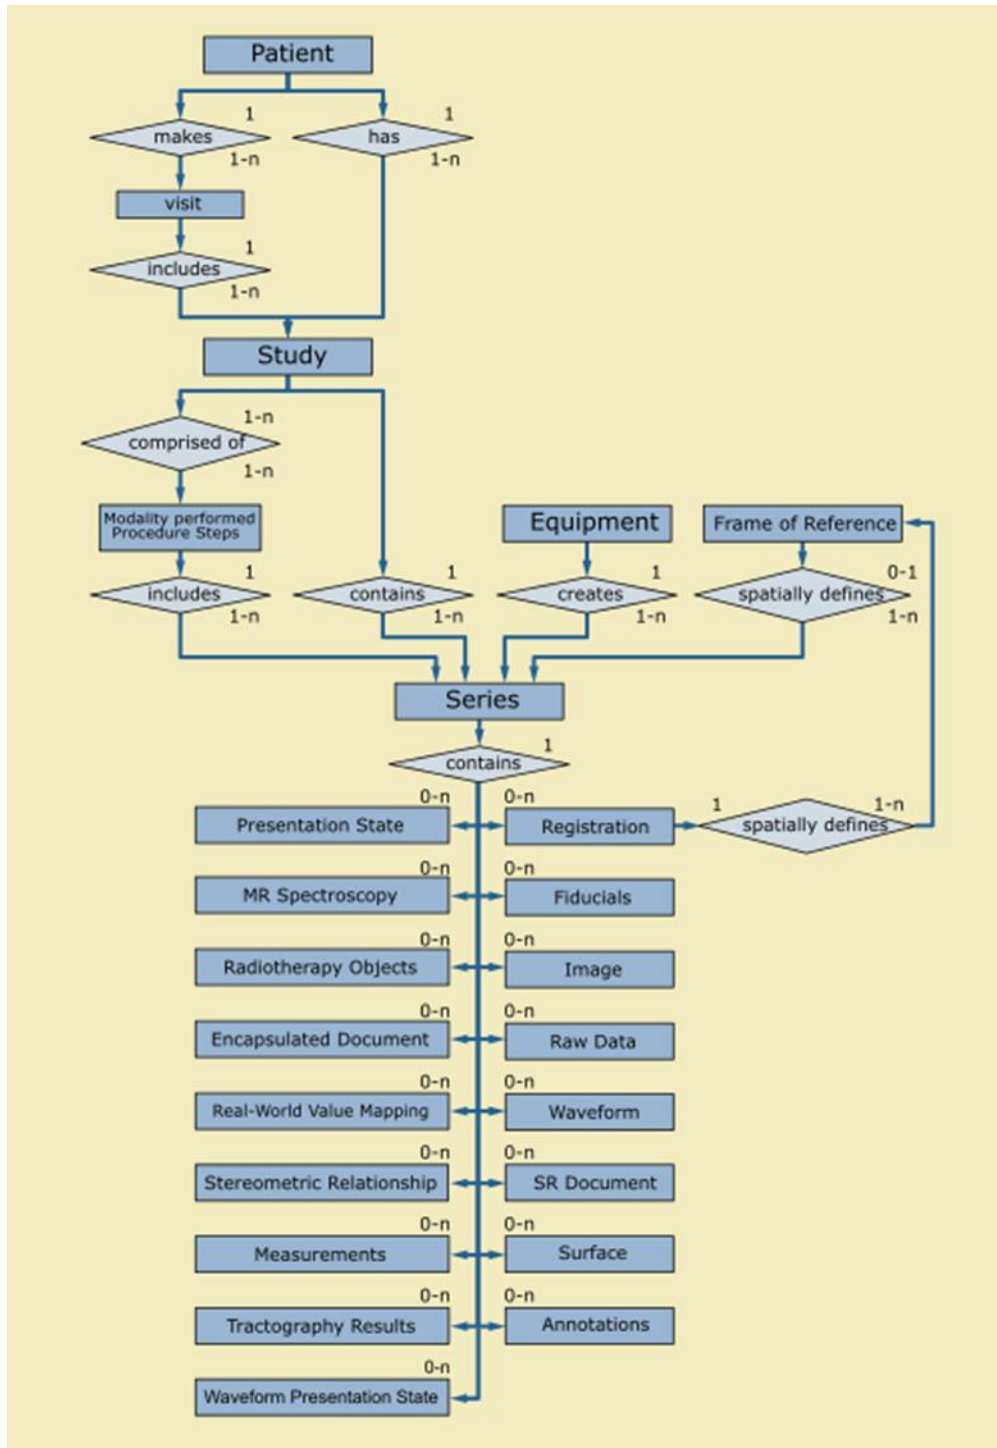 Patient
1 1
makes has
1-n 1-n
visit
1
includes
1-n
Study
1-n
comprised of
1-n
Modality performed
Procedure Steps
Equipment Frame of Reference
1 1 1 0-1
includes contains creates spatially defines
1-n 1-n 1-n 1-n
Series
1
contains
0-n 0-n 1 1-n
Presentation State Registration spatially defines
0-n 0-n
MR Spectroscopy Fiducials
0-n 0-n
Radiotherapy Objects Image
0-n 0-n
Encapsulated Document Raw Data
0-n 0-n
Real-World Value Mapping Waveform
0-n 0-n
Stereometric Relationship SR Document
0-n 0-n
Measurements Surface
0-n 0-n
Tractography Results Annotations
0-n
Waveform Presentation State